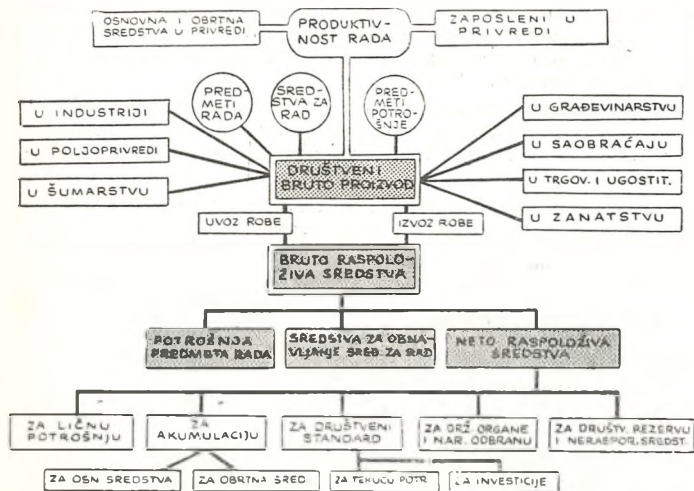 OSNOVNA I OBRTNA
SREDSTVA U PRIVREDI
PRODUKTIV-
NOST RADA
ZAPOSLENI U
PRIVREDI
PRED-
METI
RADA
SRED-
STVA ZA
RAD
PRED-
METI
POTRO-
ŠNJE
U INDUSTRIJI
U POLJOPRIVREDI
U ŠUMARSTVU
U GRAĐEVINARSTVU
U SAOBRAĆAJU
U TRGOV. I UGOSTIT.
U ZANATSTVU
DRUŠTVENI
BRUTO PROIZVOD
UVOZ ROBE
IZVOZ ROBE
BRUTO RASPOLO-
ŽIVA SREDSTVA
POTROŠNJA
PREDMETA RADA
SREDSTVA ZA OBNA-
VLJANJE SRED. ZA RAD
NETO RASPOLOŽIVA
SREDSTVA
ZA LIČNU
POTROŠNJU
ZA
AKUMULACIJU
ZA DRUŠTVENI
STANDARD
ZA DRŽ. ORGANE
I NAR. ODBRANU
ZA DRUŠTV. REZERVU
I NERASPOR. SREDST.
ZA OSN SREDSTVA
ZA OBRTNA SRED.
ZA TEKUĆU POTR.
ZA INVESTICIJE